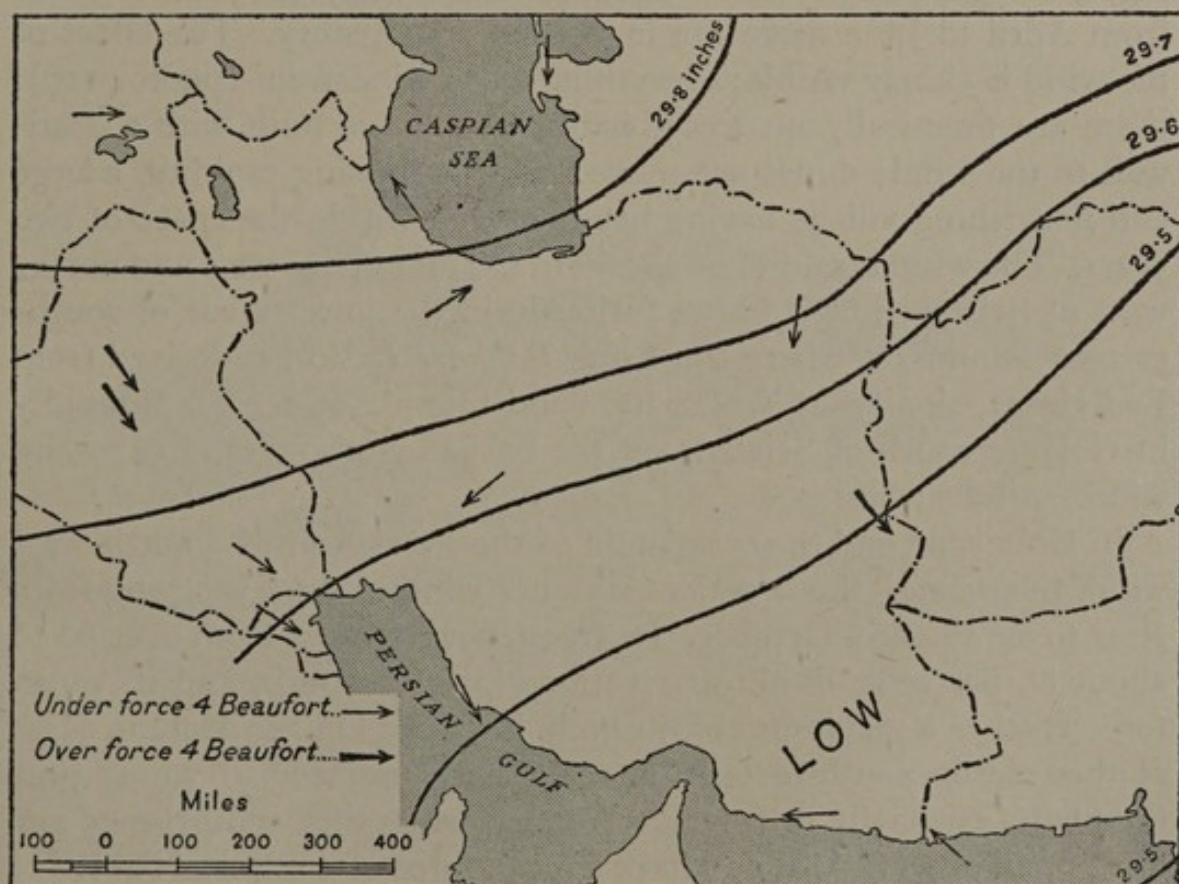 29·8 inches
29·7
CASPIAN
SEA
29·6
29·5
PERSIAN
GULF
Under force 4 Beaufort
Over force 4 Beaufort
LOW
Miles
100 0 100 200 300 400
29·5